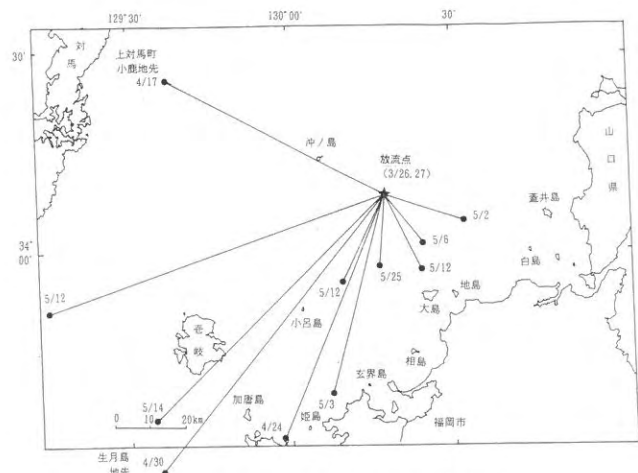 129°30'
130°00'
30'
30'
対
馬
上対馬町
小鹿地先
4/17
沖ノ島
放流点
(3/26,27)
山
口
県
蓋井島
5/2
5/6
34°
00'
白島
5/12
5/25
5/12
地島
大島
5/12
小呂島
壱
岐
相島
玄界島
5/3
5/14
加唐島
姫島
福岡市
0 10 20km
4/24
生月島
地先
4/30